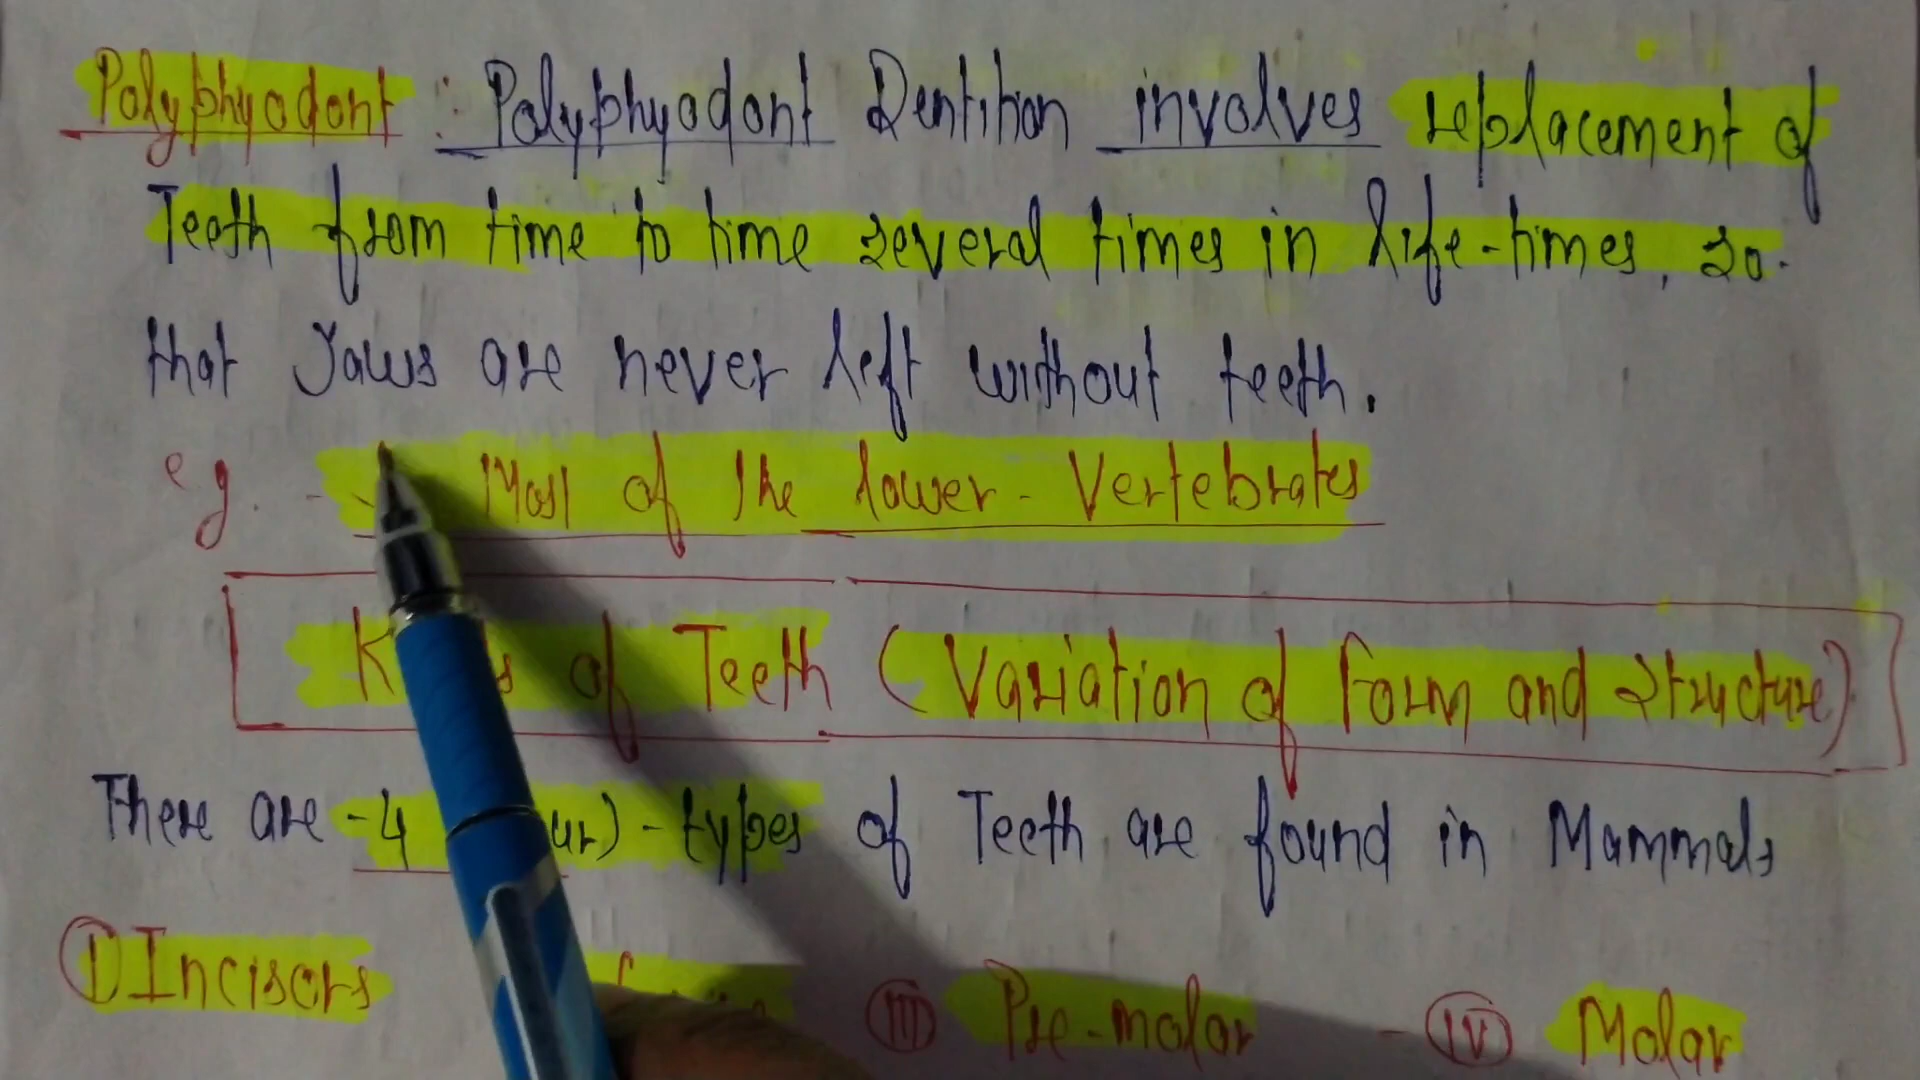 Polyphyodont : Polyphyodont Dentition involves replacement of
Teeth from time to time several times in life-times, so
that Jaws are never left without teeth.
e.g. - Most of the lower - Vertebrates
of Teeth (Variation of Form and Structure)
There are -4 - types of Teeth are found in Mammals
(I) Incisors (III) Pre-molar - (IV) Molar